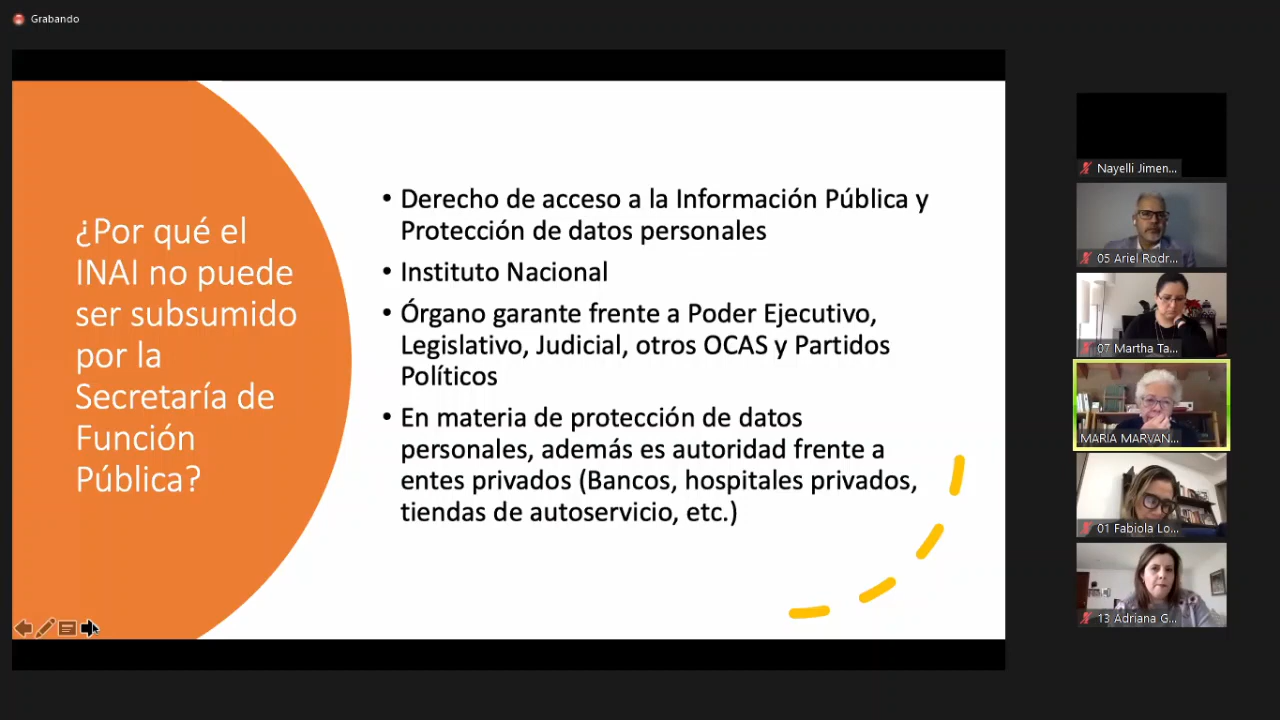 Grabando
¿Por qué el
INAI no puede
ser subsumido
por la
Secretaría de
Función
Pública?
• Derecho de acceso a la Información Pública y
Protección de datos personales
• Instituto Nacional
• Órgano garante frente a Poder Ejecutivo,
Legislativo, Judicial, otros OCAS y Partidos
Políticos
• En materia de protección de datos
personales, además es autoridad frente a
entes privados (Bancos, hospitales privados,
tiendas de autoservicio, etc.)
Nayelli Jimen...
05 Ariel Rodr...
07 Martha Ta...
MARIA MARVAN...
01 Fabiola Lo...
13 Adriana G...